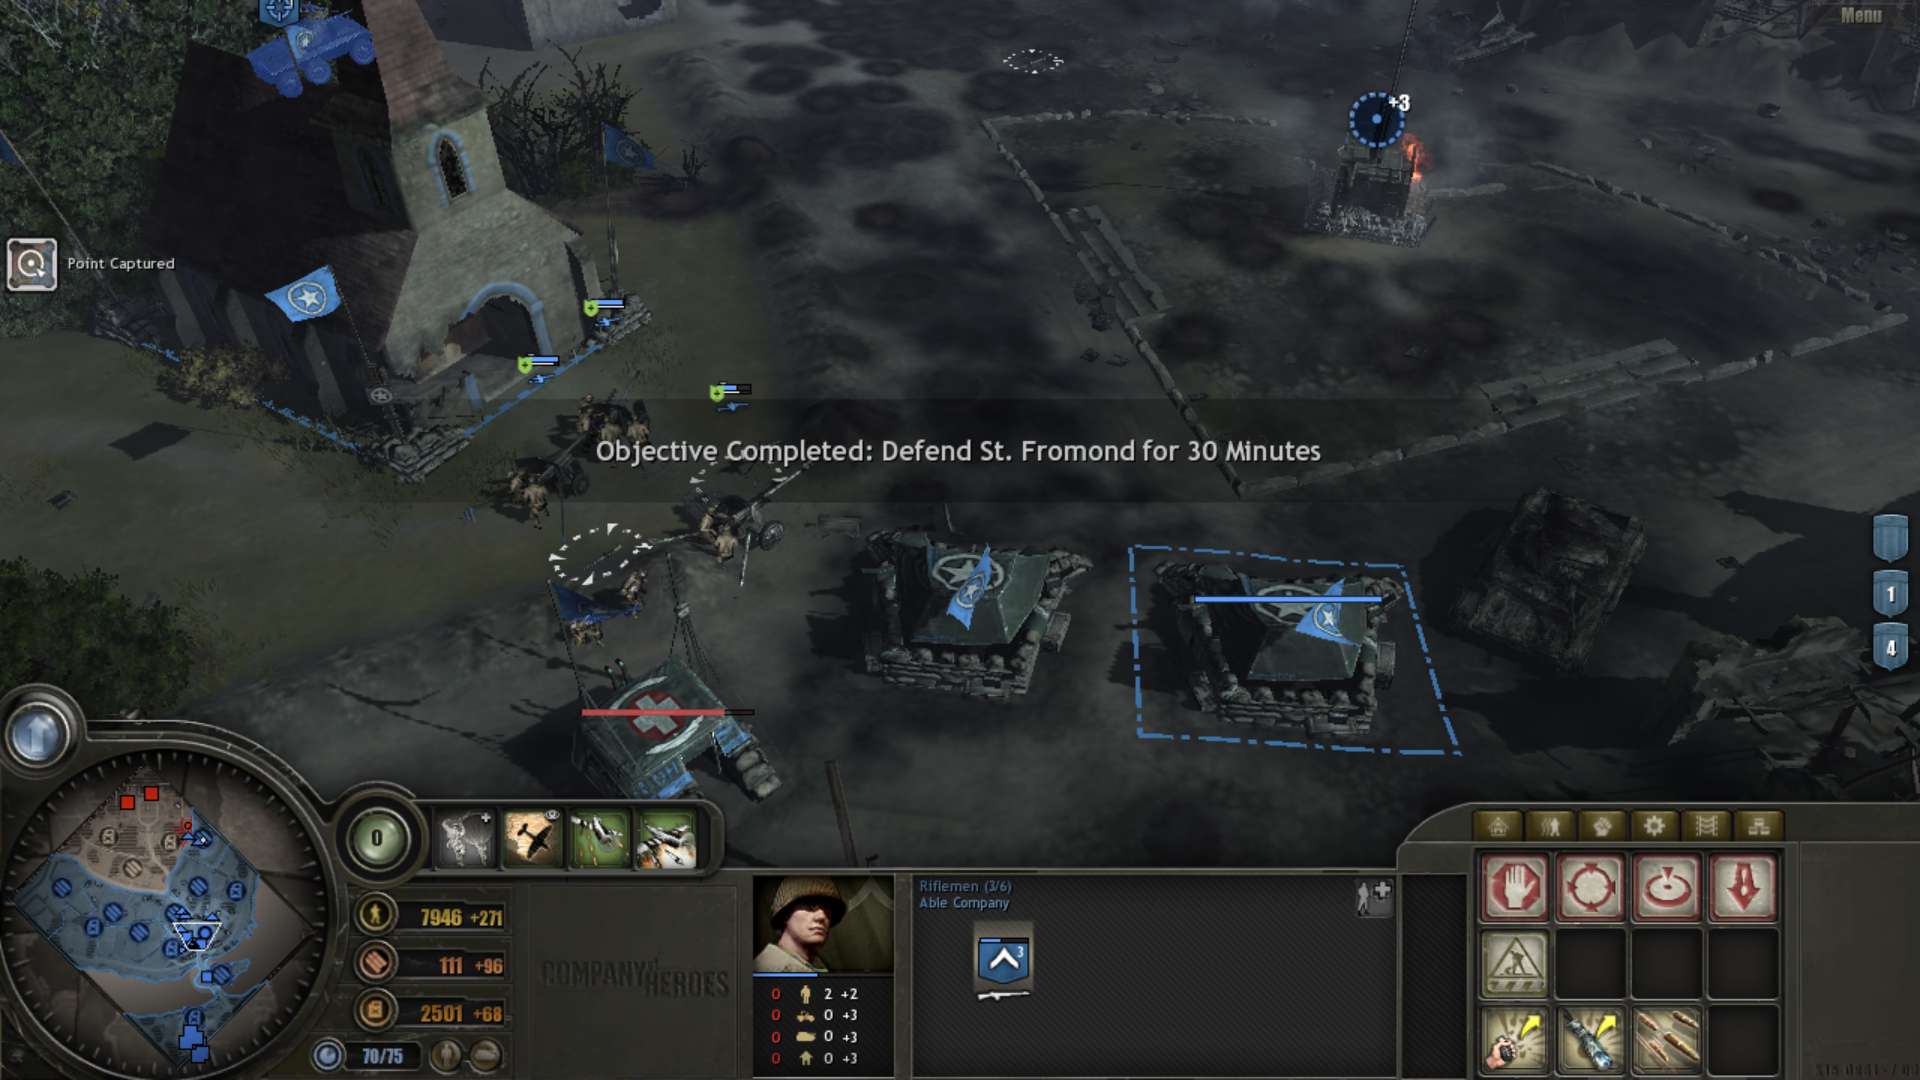 Menu
+3
Point Captured
Objective Completed: Defend St. Fromond for 30 Minutes
1
4
0
7946 +271
111 +96
2501 +68
70/75
COMPANY of HEROES
Riflemen (3/6)
Able Company
3
0 2 +2
0 0 +3
0 0 +3
0 0 +3